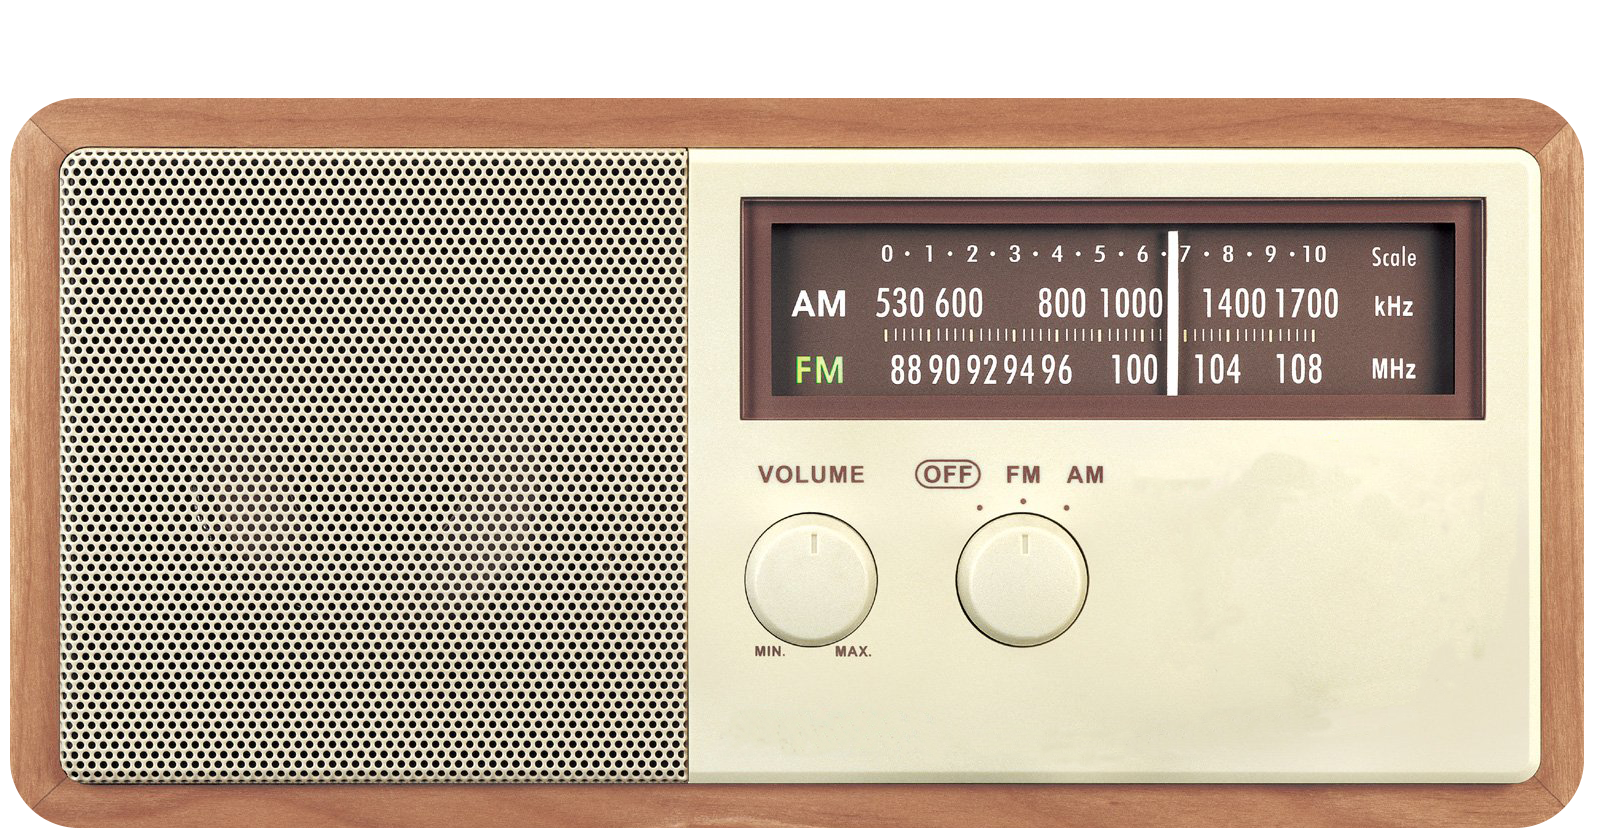 0 · 1 · 2 · 3 · 4 · 5 · 6 · 7 · 8 · 9 · 10 Scale
AM 530 600 800 1000 1400 1700 kHz
FM 88 90 92 94 96 100 104 108 MHz
VOLUME OFF FM AM
MIN. MAX.